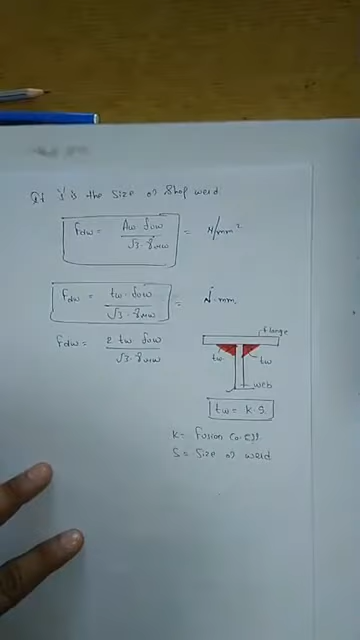 If 's' is the size of shop weld
fdw = Aw fuw / √3 · γmw = N/mm²
fdw = tw · fuw / √3 · γmw = N · mm
fdw = 2 tw fuw / √3 · γmw
flange
tw tw
web
tw = K · S
K = Fusion Co. Eff.
S = Size of weld